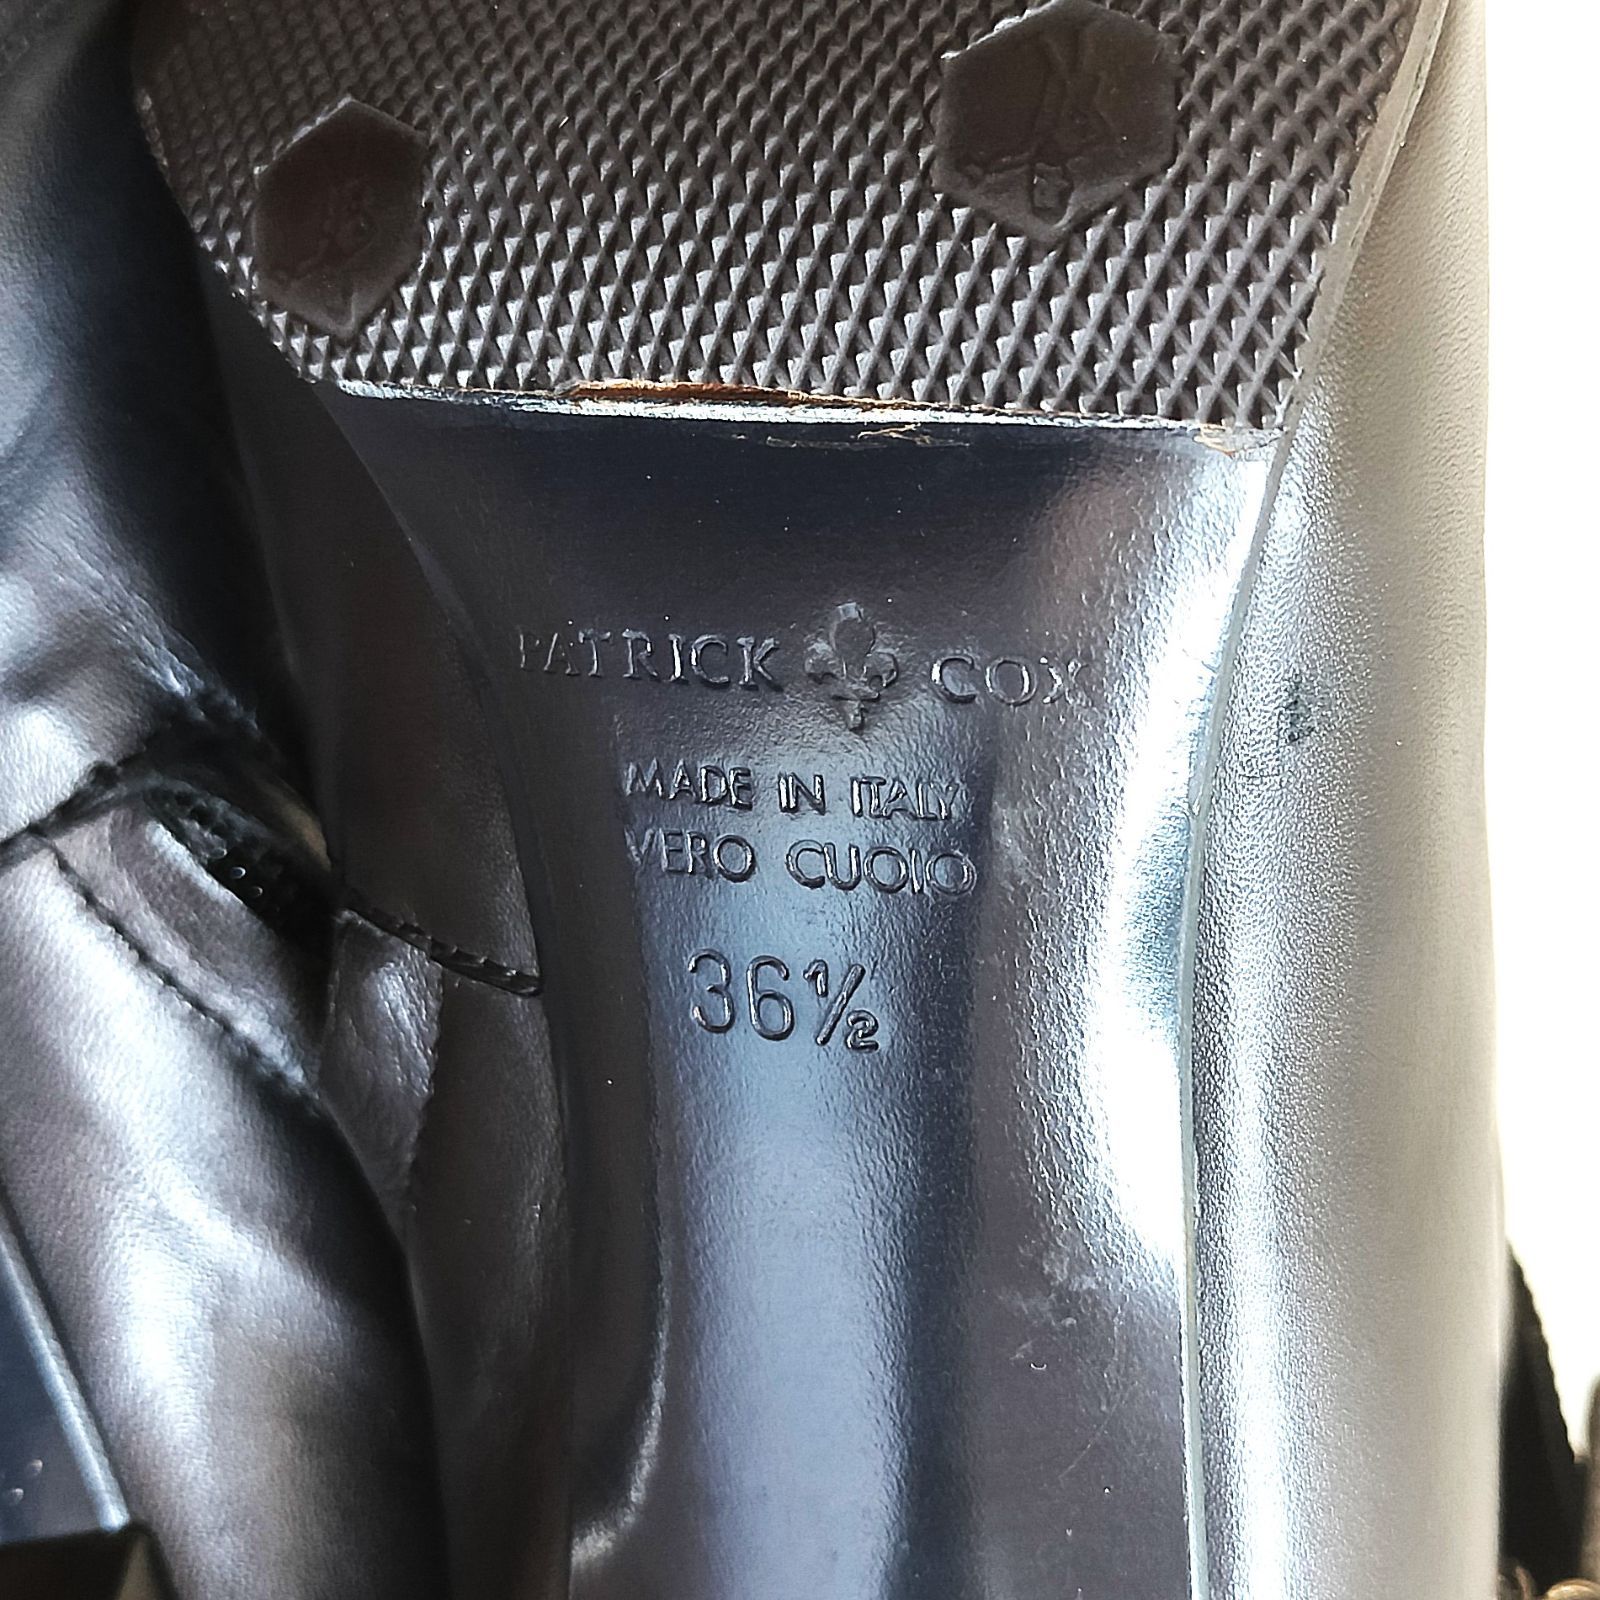 PATRICK COX
MADE IN ITALY
VERO CUOIO
36½